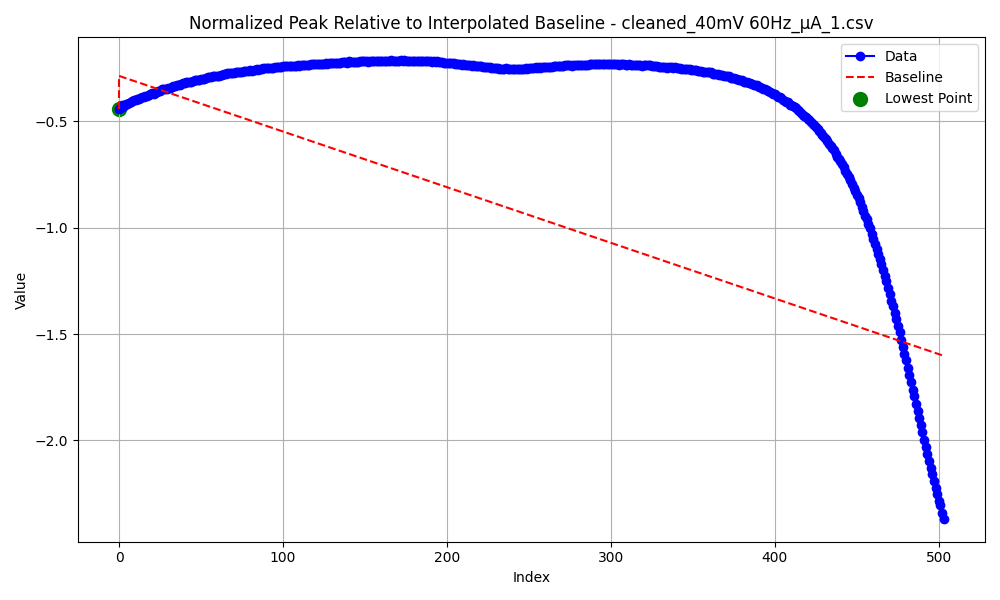 Normalized Peak Relative to Interpolated Baseline - cleaned_40mV 60Hz_μA_1.csv
Data
Baseline
Lowest Point
Value
−0.5
−1.0
−1.5
−2.0
0
100
200
300
400
500
Index